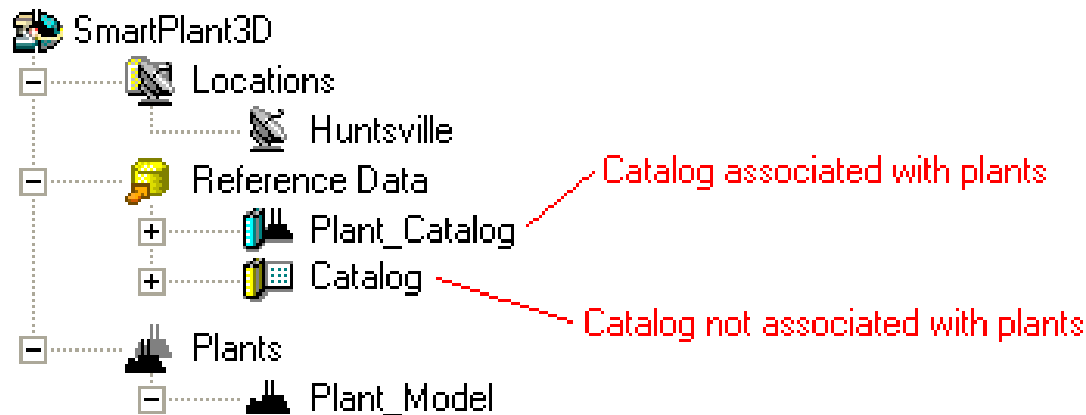 SmartPlant3D
Locations
Huntsville
Reference Data
Catalog associated with plants
Plant_Catalog
Catalog
Catalog not associated with plants
Plants
Plant_Model